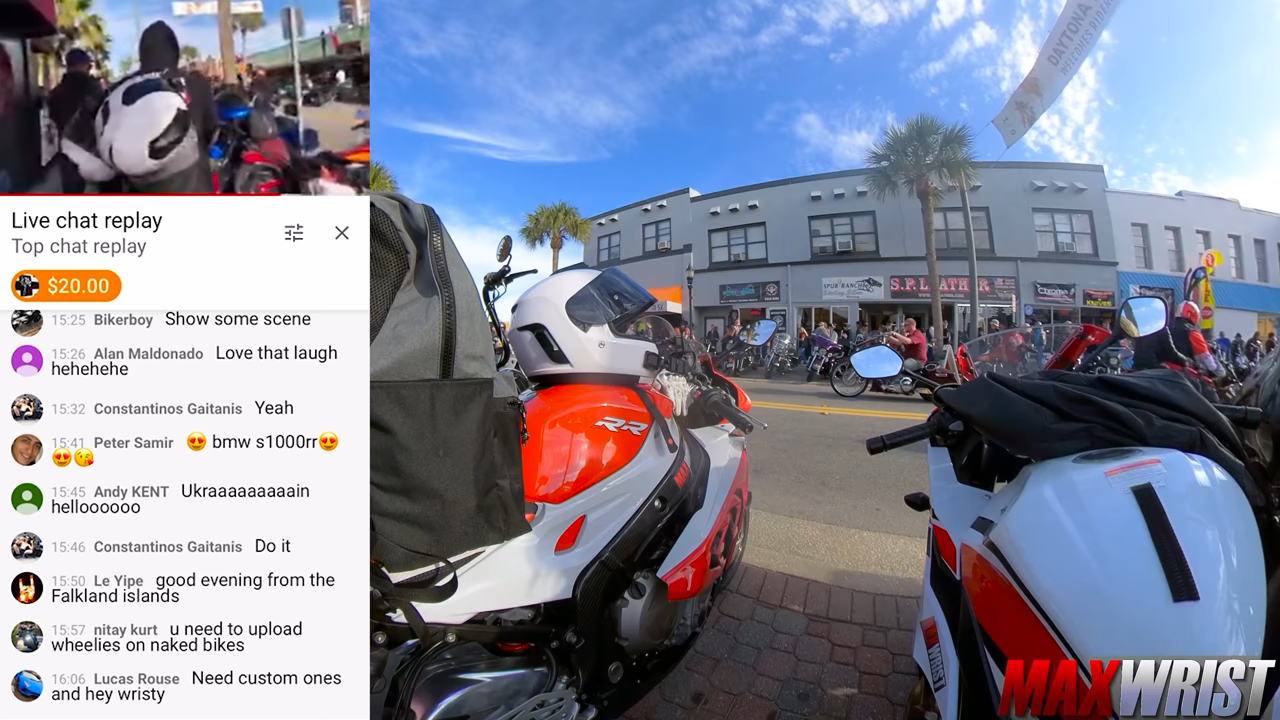 Live chat replay
Top chat replay
$20.00
15:25 Bikerboy Show some scene
15:26 Alan Maldonado Love that laugh
hehehehe
15:32 Constantinos Gaitanis Yeah
15:41 Peter Samir 😍 bmw s1000rr😍
😍😘
15:45 Andy KENT Ukraaaaaaaaain
helloooooo
15:46 Constantinos Gaitanis Do it
15:50 Le Yipe good evening from the
Falkland islands
15:57 nitay kurt u need to upload
wheelies on naked bikes
16:06 Lucas Rouse Need custom ones
and hey wristy
DAYTONA
SPUR RANCH
S.P. LEATHER
RR
MAX
WRIST
MAXWRIST